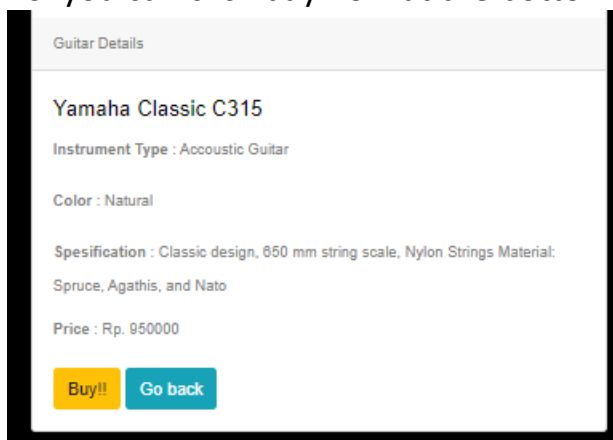 Guitar Details
Yamaha Classic C315
Instrument Type : Accoustic Guitar
Color : Natural
Spesification : Classic design, 650 mm string scale, Nylon Strings Material:
Spruce, Agathis, and Nato
Price : Rp. 950000
Buy!! Go back